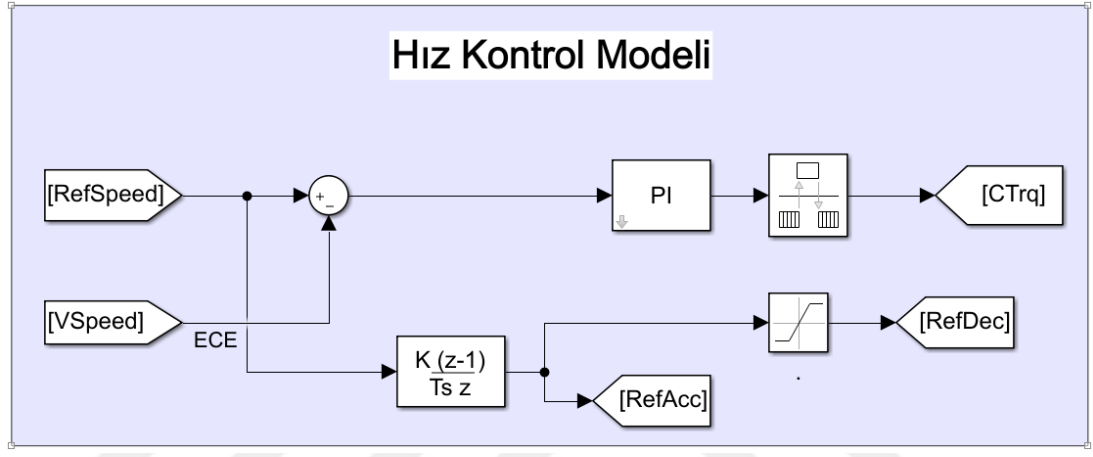 Hız Kontrol Modeli
[RefSpeed]
+
-
PI
[CTrq]
[VSpeed]
ECE
K (z-1)
Ts z
[RefDec]
[RefAcc]
.